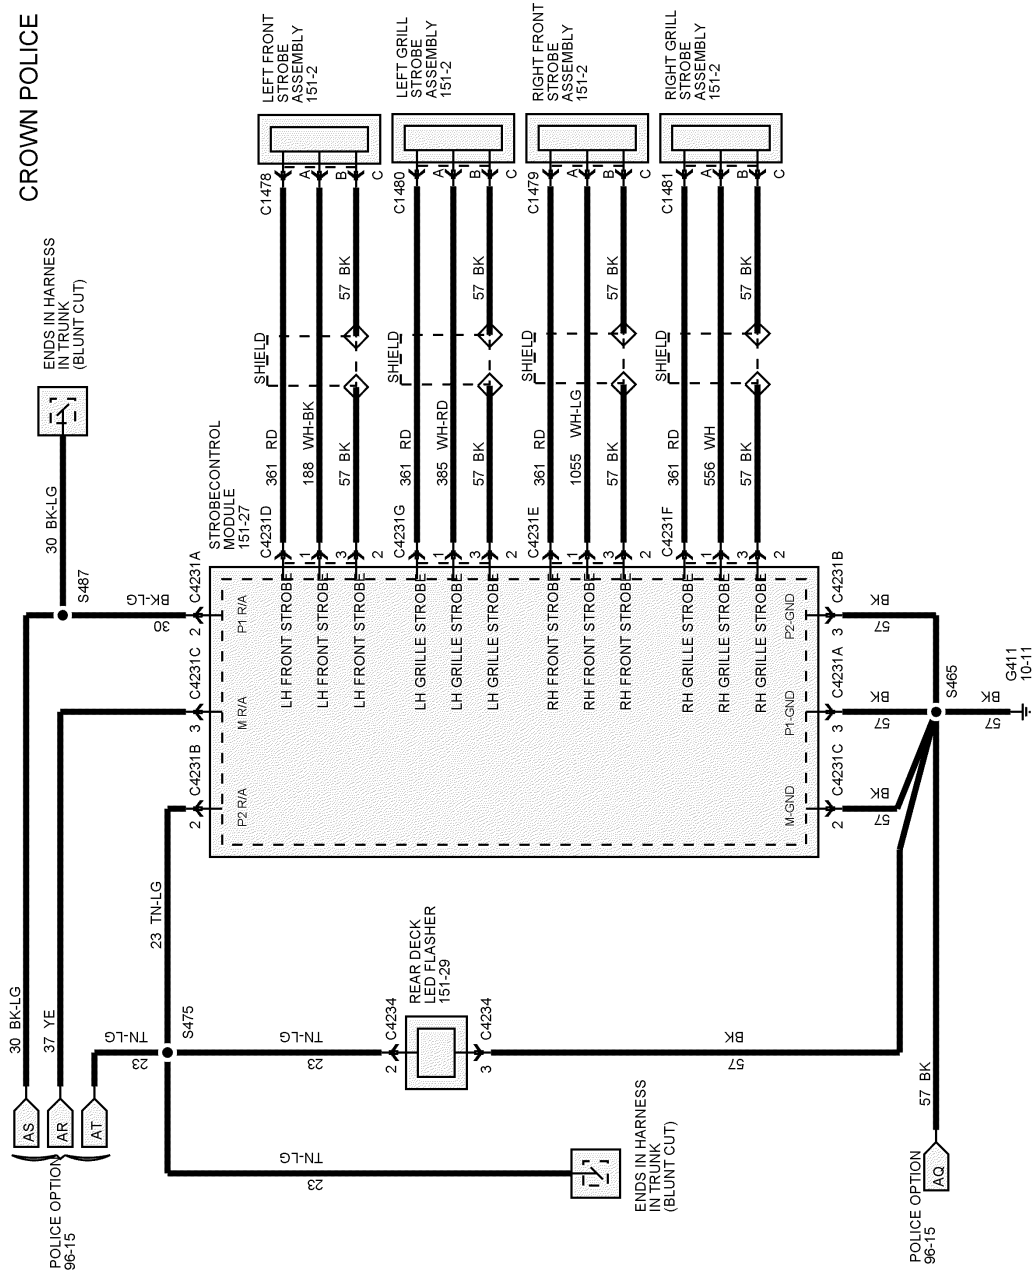 CROWN POLICE
LEFT FRONT
STROBE
ASSEMBLY
151-2
LEFT GRILL
STROBE
ASSEMBLY
151-2
RIGHT FRONT
STROBE
ASSEMBLY
151-2
RIGHT GRILL
STROBE
ASSEMBLY
151-2
C1478
A
B
C
C1480
A
B
C
C1479
A
B
C
C1481
A
B
C
ENDS IN HARNESS
IN TRUNK
(BLUNT CUT)
57 BK
57 BK
57 BK
57 BK
SHIELD
SHIELD
SHIELD
SHIELD
361 RD
188 WH-BK
57 BK
361 RD
385 WH-RD
57 BK
361 RD
1055 WH-LG
57 BK
361 RD
556 WH
57 BK
30 BK-LG
STROBECONTROL
MODULE
151-27
C4231D
1
3
2
C4231G
1
3
2
C4231E
1
3
2
C4231F
1
3
2
S487
BK-LG
30
C4231A
2
P1 R/A
C4231C
3
M R/A
C4231B
2
P2 R/A
LH FRONT STROBE
LH FRONT STROBE
LH FRONT STROBE
LH GRILLE STROBE
LH GRILLE STROBE
LH GRILLE STROBE
RH FRONT STROBE
RH FRONT STROBE
RH FRONT STROBE
RH GRILLE STROBE
RH GRILLE STROBE
RH GRILLE STROBE
P2-GND
C4231B
3
BK
57
P1-GND
C4231A
3
BK
57
M-GND
C4231C
2
BK
57
S465
BK
57
G411
10-11
23 TN-LG
REAR DECK
LED FLASHER
151-29
30 BK-LG
37 YE
TN-LG
23
S475
TN-LG
23
2
C4234
3
C4234
BK
57
57 BK
AS
AR
AT
POLICE OPTION
96-15
TN-LG
23
ENDS IN HARNESS
IN TRUNK
(BLUNT CUT)
POLICE OPTION
96-15
AQ